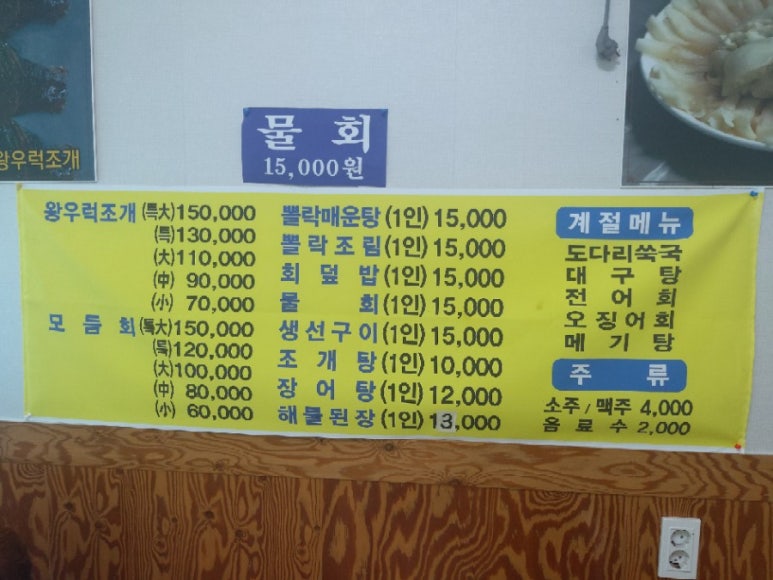 왕우럭조개
물 회
15,000원
왕우럭조개 (특大) 150,000
(특) 130,000
(大) 110,000
(中) 90,000
(小) 70,000
모듬회 (특大) 150,000
(특) 120,000
(大) 100,000
(中) 80,000
(小) 60,000
뽈락매운탕 (1인) 15,000
뽈락조림 (1인) 15,000
회덮밥 (1인) 15,000
물회 (1인) 15,000
생선구이 (1인) 15,000
조개탕 (1인) 10,000
장어탕 (1인) 12,000
해물된장 (1인) 13,000
계절메뉴
도다리쑥국
대구탕
전어회
오징어회
메기탕
주류
소주/맥주 4,000
음료수 2,000